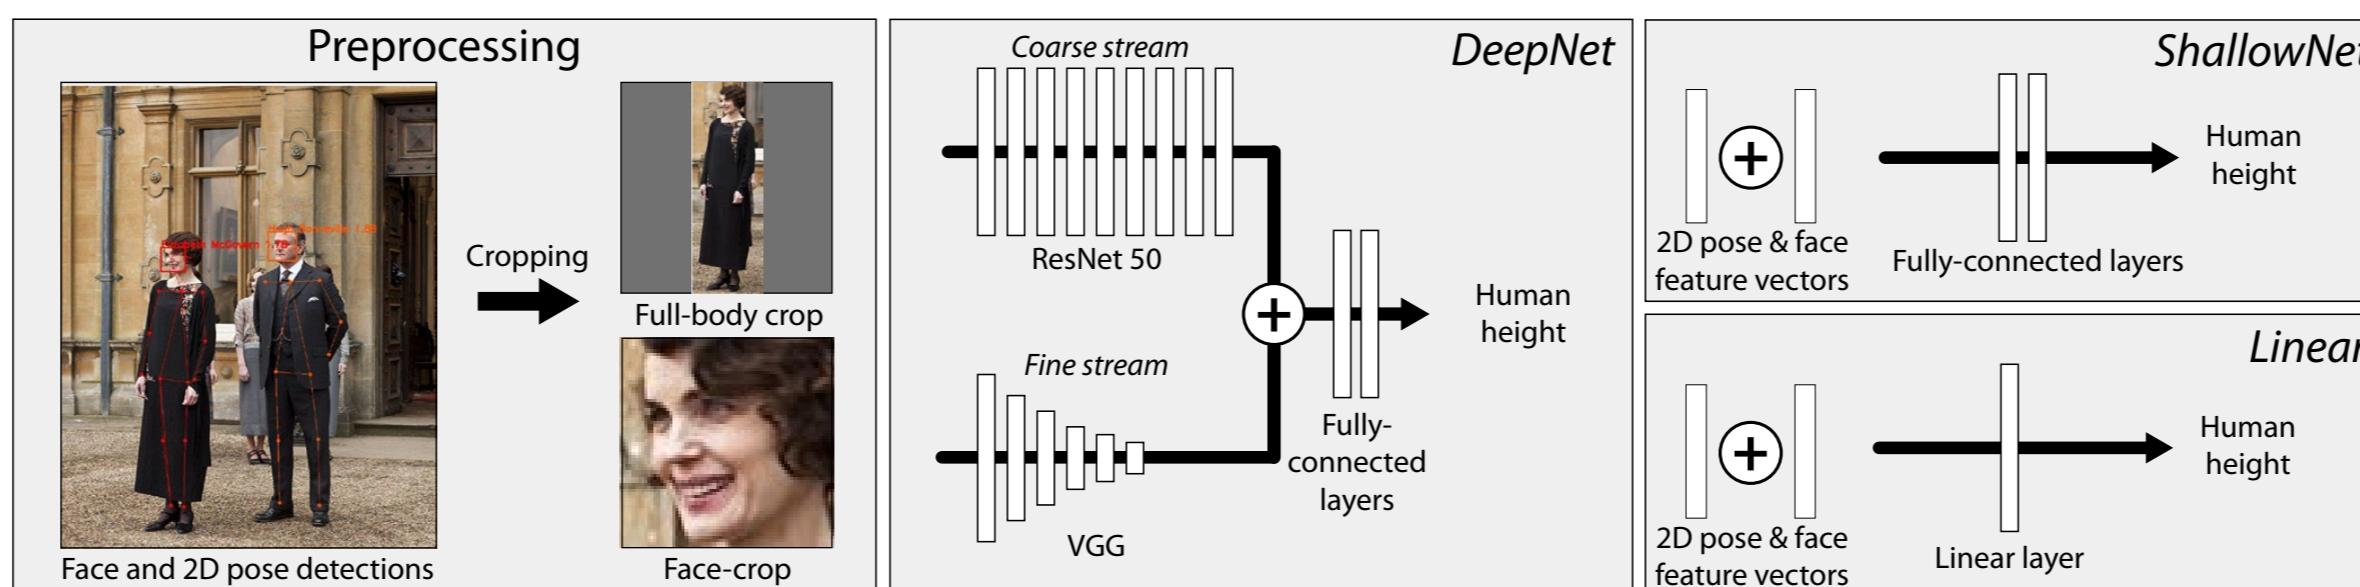 Preprocessing
Elizabeth McGovern
Cropping
Full-body crop
Face and 2D pose detections
Face-crop
DeepNet
Coarse stream
ResNet 50
Fine stream
VGG
Fully-
connected
layers
Human
height
ShallowNet
2D pose & face
feature vectors
Fully-connected layers
Human
height
Linear
2D pose & face
feature vectors
Linear layer
Human
height